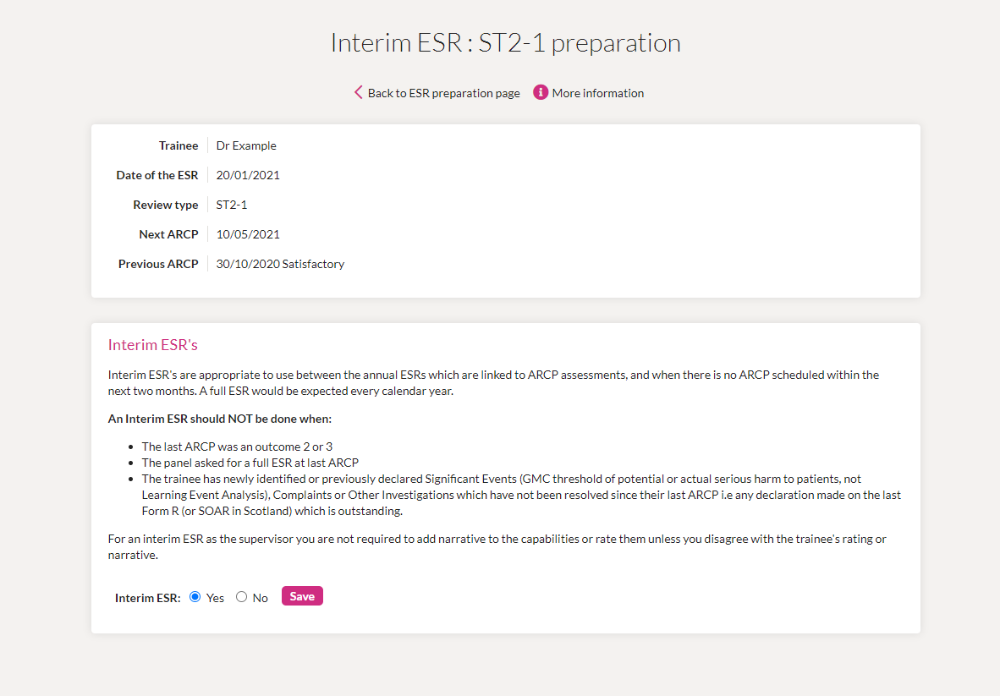 Interim ESR : ST2-1 preparation
Back to ESR preparation page More information
Trainee Dr Example
Date of the ESR 20/01/2021
Review type ST2-1
Next ARCP 10/05/2021
Previous ARCP 30/10/2020 Satisfactory
Interim ESR's
Interim ESR's are appropriate to use between the annual ESRs which are linked to ARCP assessments, and when there is no ARCP scheduled within the
next two months. A full ESR would be expected every calendar year.
An Interim ESR should NOT be done when:
• The last ARCP was an outcome 2 or 3
• The panel asked for a full ESR at last ARCP
• The trainee has newly identified or previously declared Significant Events (GMC threshold of potential or actual serious harm to patients, not
Learning Event Analysis), Complaints or Other Investigations which have not been resolved since their last ARCP i.e any declaration made on the last
Form R (or SOAR in Scotland) which is outstanding.
For an interim ESR as the supervisor you are not required to add narrative to the capabilities or rate them unless you disagree with the trainee's rating or
narrative.
Interim ESR: Yes No Save